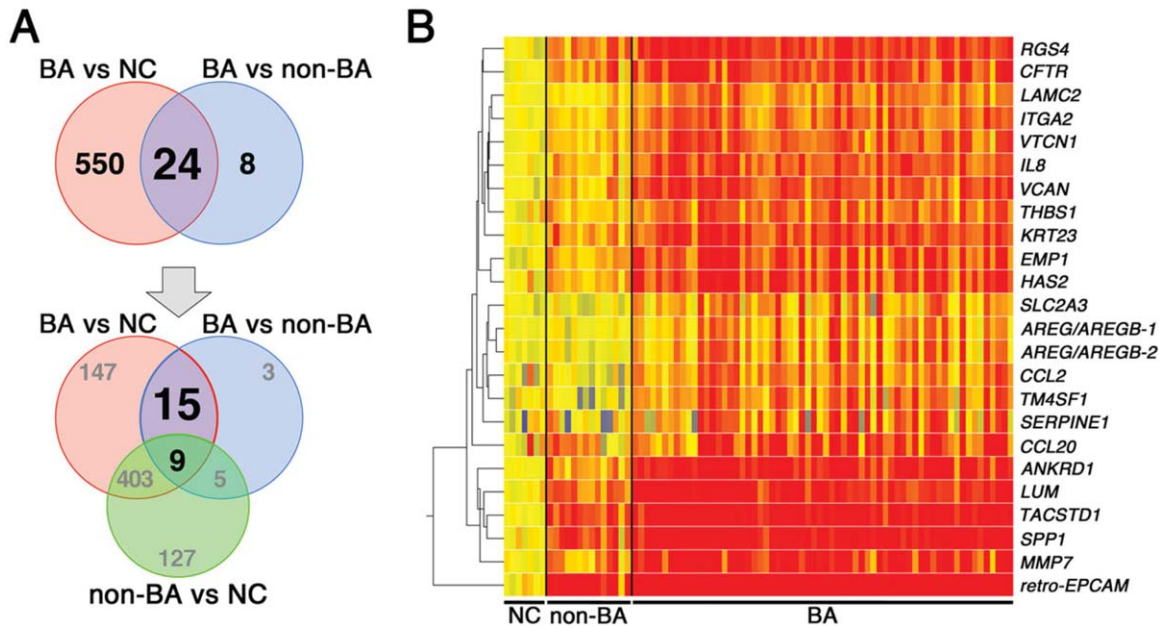 A
BA vs NC
BA vs non-BA
550
24
8
BA vs NC
BA vs non-BA
147
15
3
9
403
5
127
non-BA vs NC
B
RGS4
CFTR
LAMC2
ITGA2
VTCN1
IL8
VCAN
THBS1
KRT23
EMP1
HAS2
SLC2A3
AREG/AREGB-1
AREG/AREGB-2
CCL2
TM4SF1
SERPINE1
CCL20
ANKRD1
LUM
TACSTD1
SPP1
MMP7
retro-EPCAM
NC non-BA BA